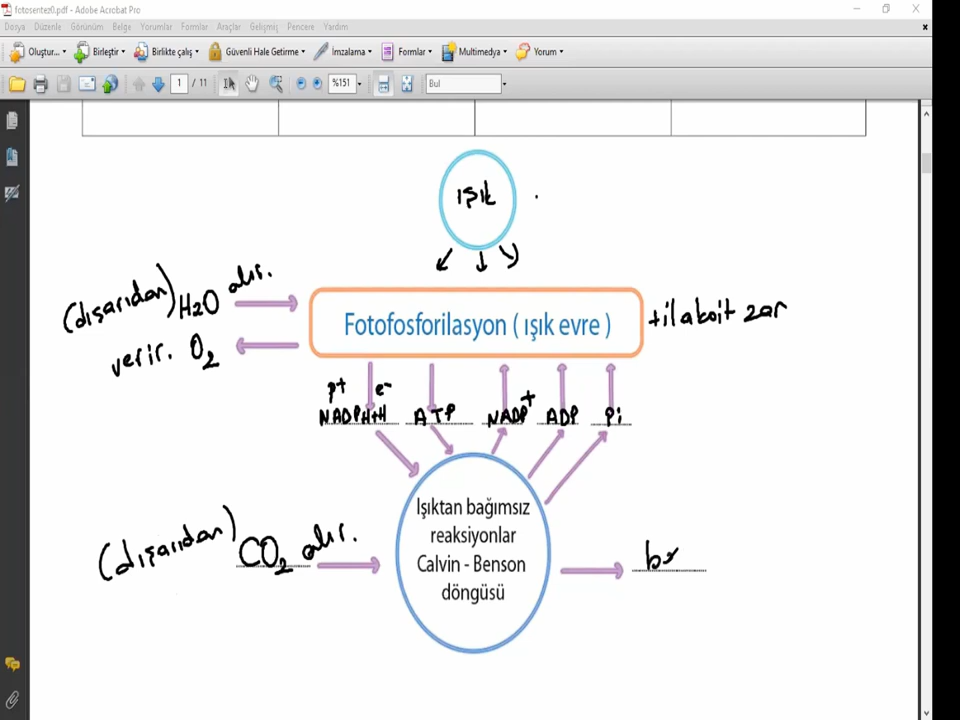 fotosentez0.pdf - Adobe Acrobat Pro
Dosya Düzenle Görünüm Belge Yorumlar Formlar Araçlar Gelişmiş Pencere Yardım
Oluştur... Birleştir Birlikte çalış Güvenli Hale Getirme İmzalama Formlar Multimedya Yorum
1 / 11 %151 Bul
ışık
(dışarıdan) H2O alır.
Fotofosforilasyon ( ışık evre )
tilakoit zar
verir. O2
p+ e-
NADPH+H ATP NADP+ ADP Pi
Işıktan bağımsız
reaksiyonlar
Calvin - Benson
döngüsü
(dışarıdan) CO2 alır.
be